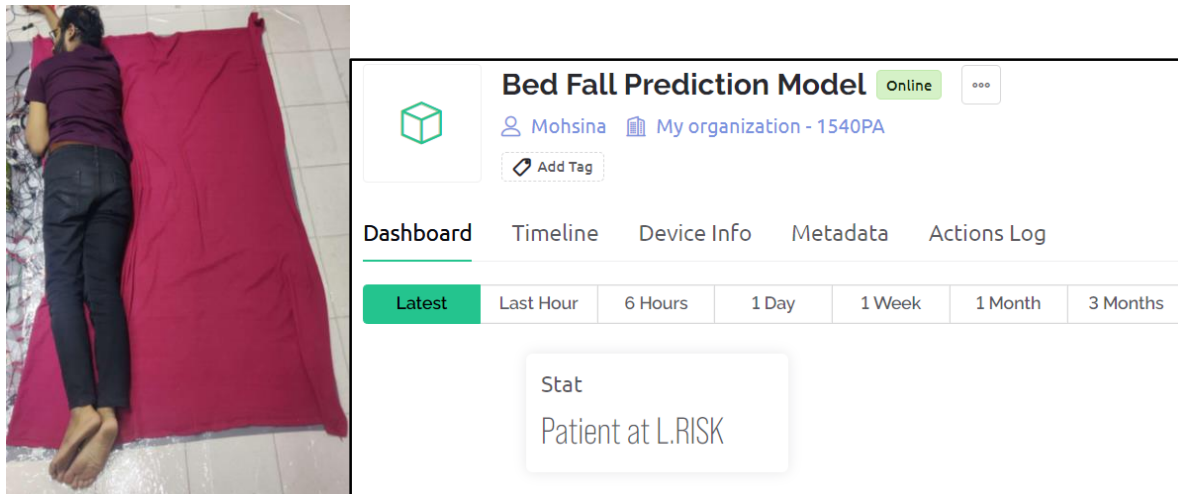 Bed Fall Prediction Model Online
Mohsina My organization - 1540PA
Add Tag
Dashboard Timeline Device Info Metadata Actions Log
Latest Last Hour 6 Hours 1 Day 1 Week 1 Month 3 Months
Stat
Patient at L.RISK